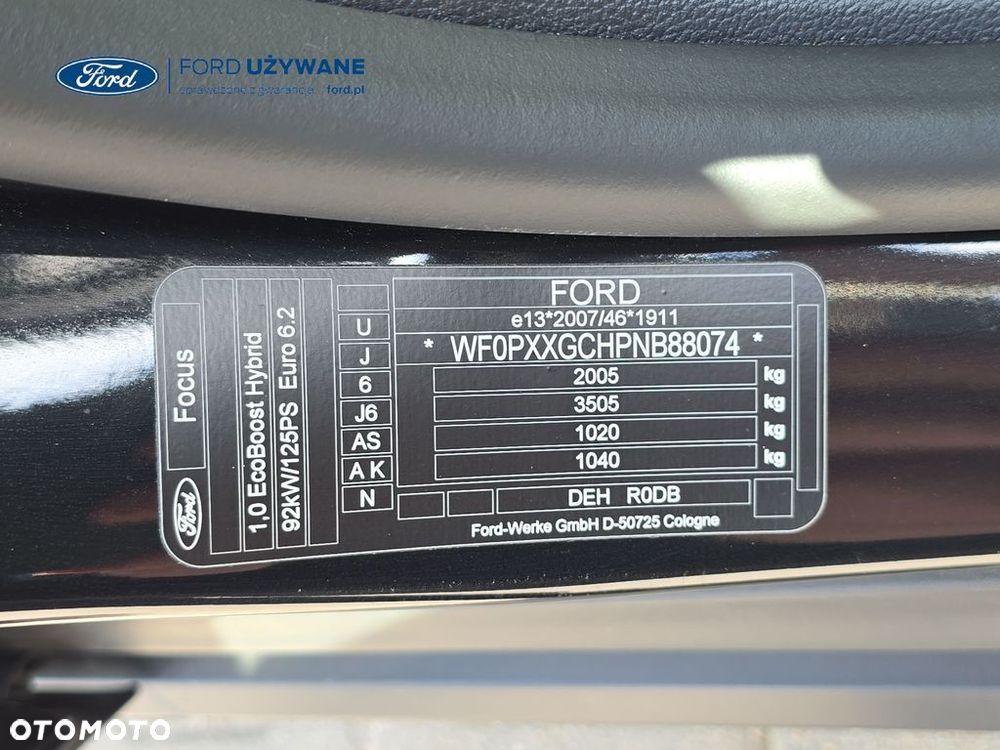 Ford
FORD UŻYWANE
sprawdzone z gwarancją ford.pl
FORD
e13*2007/46*1911
* WF0PXXGCHPNB88074 *
2005 kg
3505 kg
1020 kg
1040 kg
DEH R0DB
Ford-Werke GmbH D-50725 Cologne
U
J
6
J6
AS
A K
N
Focus
Ford
1,0 EcoBoost Hybrid
92kW/125PS Euro 6.2
OTOMOTO